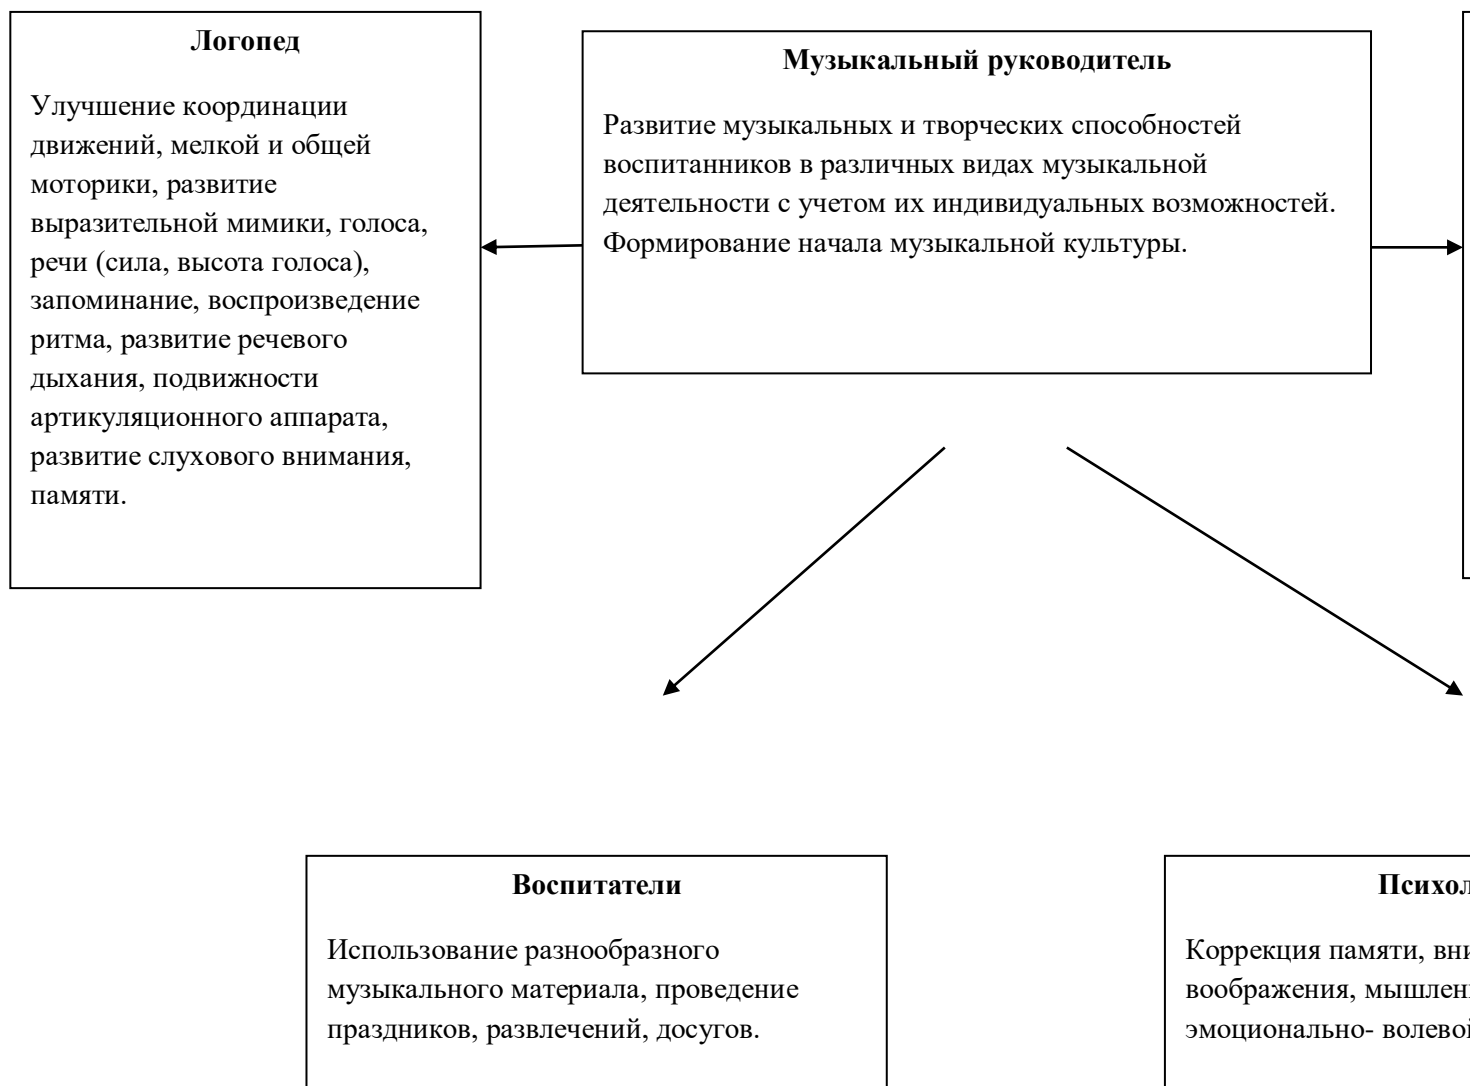 Логопед
Улучшение координации
движений, мелкой и общей
моторики, развитие
выразительной мимики, голоса,
речи (сила, высота голоса),
запоминание, воспроизведение
ритма, развитие речевого
дыхания, подвижности
артикуляционного аппарата,
развитие слухового внимания,
памяти.
Музыкальный руководитель
Развитие музыкальных и творческих способностей
воспитанников в различных видах музыкальной
деятельности с учетом их индивидуальных возможностей.
Формирование начала музыкальной культуры.
Воспитатели
Использование разнообразного
музыкального материала, проведение
праздников, развлечений, досугов.
Коррекция памяти,
воображения,
эмоционально-